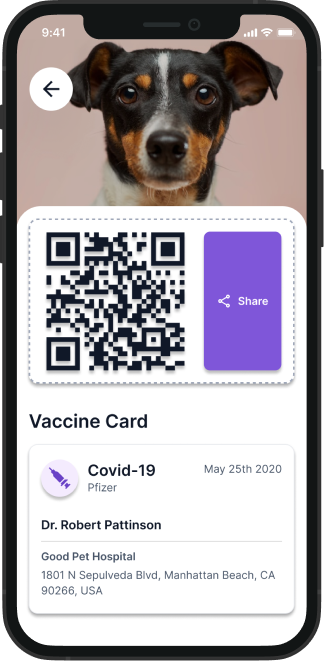 9:41
Share
Vaccine Card
Covid-19
May 25th 2020
Pfizer
Dr. Robert Pattinson
Good Pet Hospital
1801 N Sepulveda Blvd, Manhattan Beach, CA
90266, USA